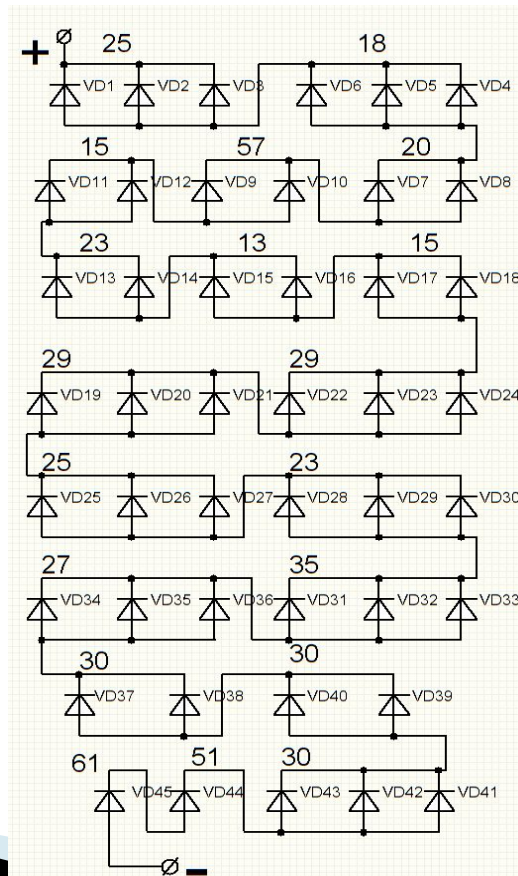 25 18
+
VD1 VD2 VD3 VD6 VD5 VD4
15 57 20
VD11 VD12 VD9 VD10 VD7 VD8
23 13 15
VD13 VD14 VD15 VD16 VD17 VD18
29 29
VD19 VD20 VD21 VD22 VD23 VD24
25 23
VD25 VD26 VD27 VD28 VD29 VD30
27 35
VD34 VD35 VD36 VD31 VD32 VD33
30 30
VD37 VD38 VD40 VD39
61 51 30
VD45 VD44 VD43 VD42 VD41
-